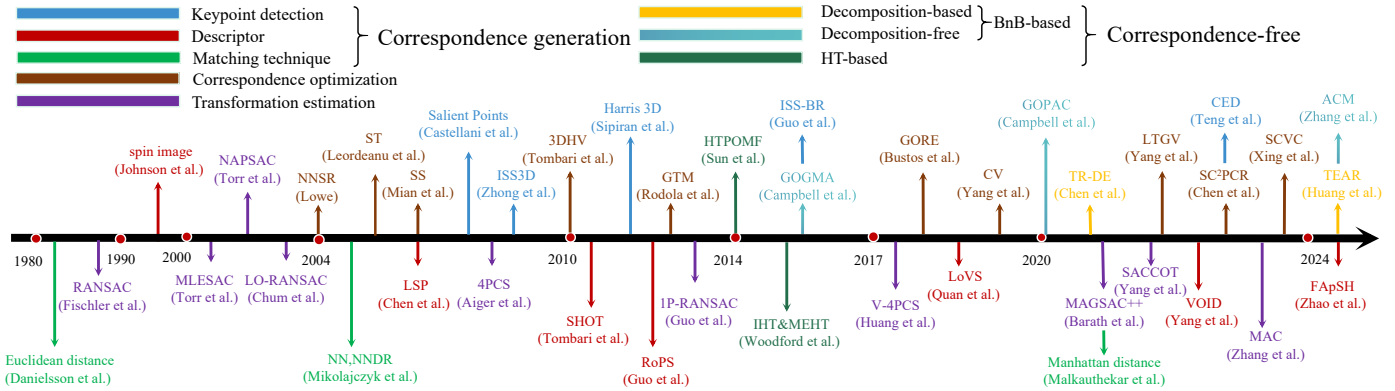 Keypoint detection
Descriptor
Matching technique
Correspondence generation
Correspondence optimization
Transformation estimation
Decomposition-based
Decomposition-free
BnB-based
HT-based
Correspondence-free
spin image
(Johnson et al.)
NAPSAC
(Torr et al.)
NNSR
(Lowe)
ST
(Leordeanu et al.)
SS
(Mian et al.)
Salient Points
(Castellani et al.)
ISS3D
(Zhong et al.)
3DHV
(Tombari et al.)
Harris 3D
(Sipiran et al.)
GTM
(Rodola et al.)
HTPOMF
(Sun et al.)
ISS-BR
(Guo et al.)
GOGMA
(Campbell et al.)
GORE
(Bustos et al.)
CV
(Yang et al.)
GOPAC
(Campbell et al.)
TR-DE
(Chen et al.)
LTGV
(Yang et al.)
CED
(Teng et al.)
SC²PCR
(Chen et al.)
SCVC
(Xing et al.)
ACM
(Zhang et al.)
TEAR
(Huang et al.)
1980
1990
2000
2004
2010
2014
2017
2020
2024
Euclidean distance
(Danielsson et al.)
RANSAC
(Fischler et al.)
MLESAC
(Torr et al.)
LO-RANSAC
(Chum et al.)
NN,NNDR
(Mikolajczyk et al.)
LSP
(Chen et al.)
4PCS
(Aiger et al.)
SHOT
(Tombari et al.)
RoPS
(Guo et al.)
1P-RANSAC
(Guo et al.)
IHT&MEHT
(Woodford et al.)
V-4PCS
(Huang et al.)
LoVS
(Quan et al.)
MAGSAC++
(Barath et al.)
Manhattan distance
(Malkauthekar et al.)
SACCOT
(Yang et al.)
VOID
(Yang et al.)
MAC
(Zhang et al.)
FApSH
(Zhao et al.)